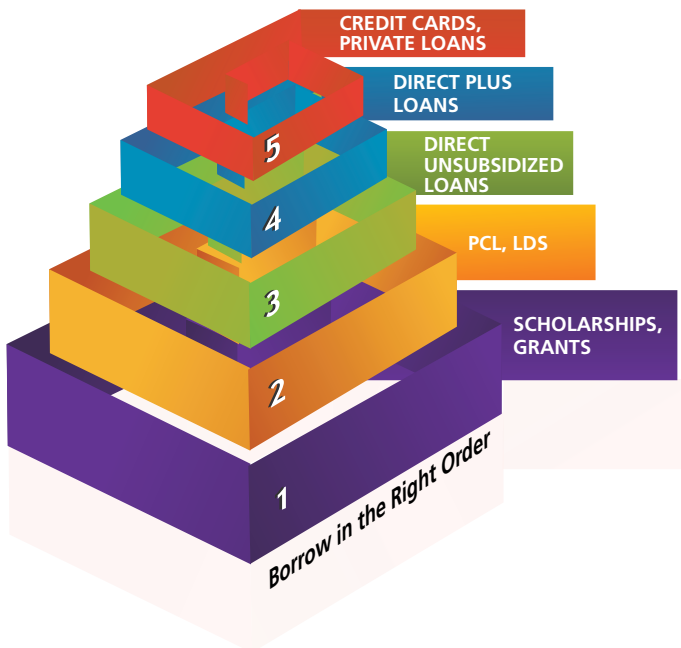 CREDIT CARDS,
PRIVATE LOANS
5
DIRECT PLUS
LOANS
4
DIRECT
UNSUBSIDIZED
LOANS
3
PCL, LDS
2
SCHOLARSHIPS,
GRANTS
1
Borrow in the Right Order